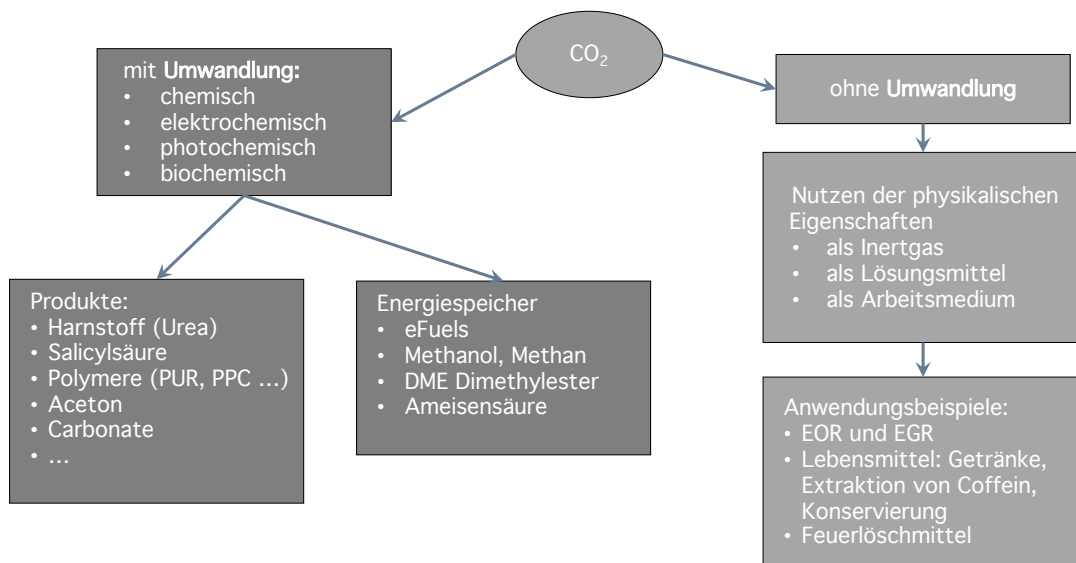 CO₂
mit Umwandlung:
• chemisch
• elektrochemisch
• photochemisch
• biochemisch
ohne Umwandlung
Nutzen der physikalischen
Eigenschaften
• als Inertgas
• als Lösungsmittel
• als Arbeitsmedium
Produkte:
• Harnstoff (Urea)
• Salicylsäure
• Polymere (PUR, PPC ...)
• Aceton
• Carbonate
• ...
Energiespeicher
• eFuels
• Methanol, Methan
• DME Dimethylester
• Ameisensäure
Anwendungsbeispiele:
• EOR und EGR
• Lebensmittel: Getränke,
Extraktion von Coffein,
Konservierung
• Feuerlöschmittel